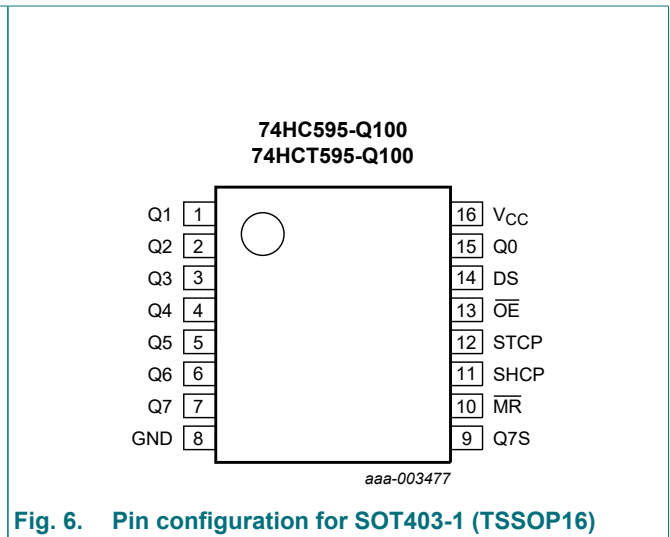 74HC595-Q100
74HCT595-Q100
Q1 1 16 VCC
Q2 2 15 Q0
Q3 3 14 DS
Q4 4 13 O̅E̅
Q5 5 12 STCP
Q6 6 11 SHCP
Q7 7 10 M̅R̅
GND 8 9 Q7S
aaa-003477
Fig. 6. Pin configuration for SOT403-1 (TSSOP16)